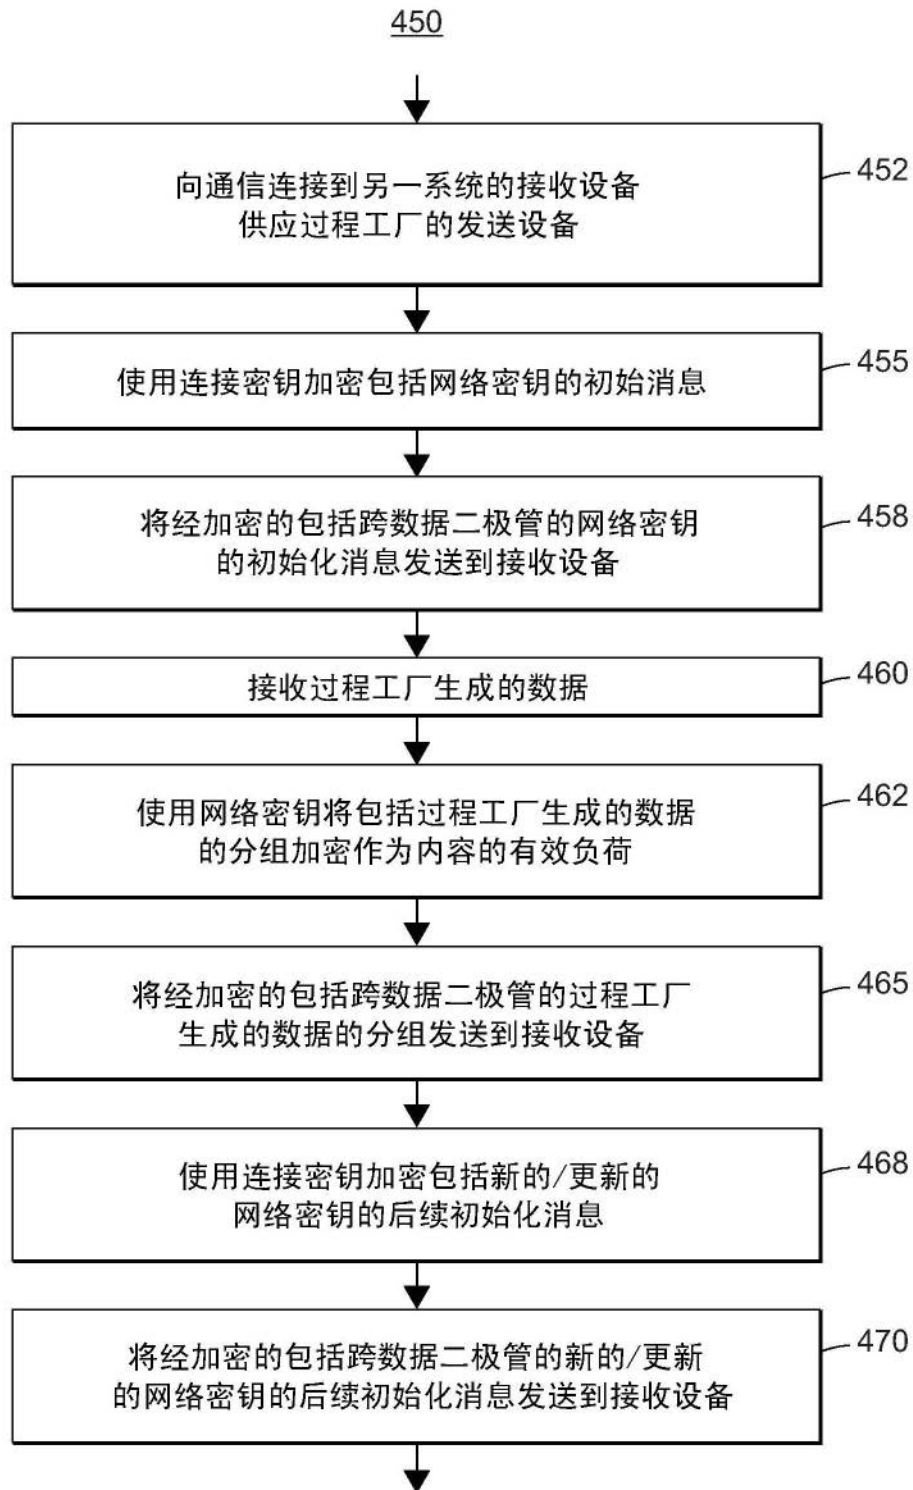 450
向通信连接到另一系统的接收设备
供应过程工厂的发送设备
452
使用连接密钥加密包括网络密钥的初始消息
455
将经加密的包括跨数据二极管的网络密钥
的初始化消息发送到接收设备
458
接收过程工厂生成的数据
460
使用网络密钥将包括过程工厂生成的数据
的分组加密作为内容的有效负荷
462
将经加密的包括跨数据二极管的过程工厂
生成的数据的分组发送到接收设备
465
使用连接密钥加密包括新的/更新的
网络密钥的后续初始化消息
468
将经加密的包括跨数据二极管的新的/更新
的网络密钥的后续初始化消息发送到接收设备
470